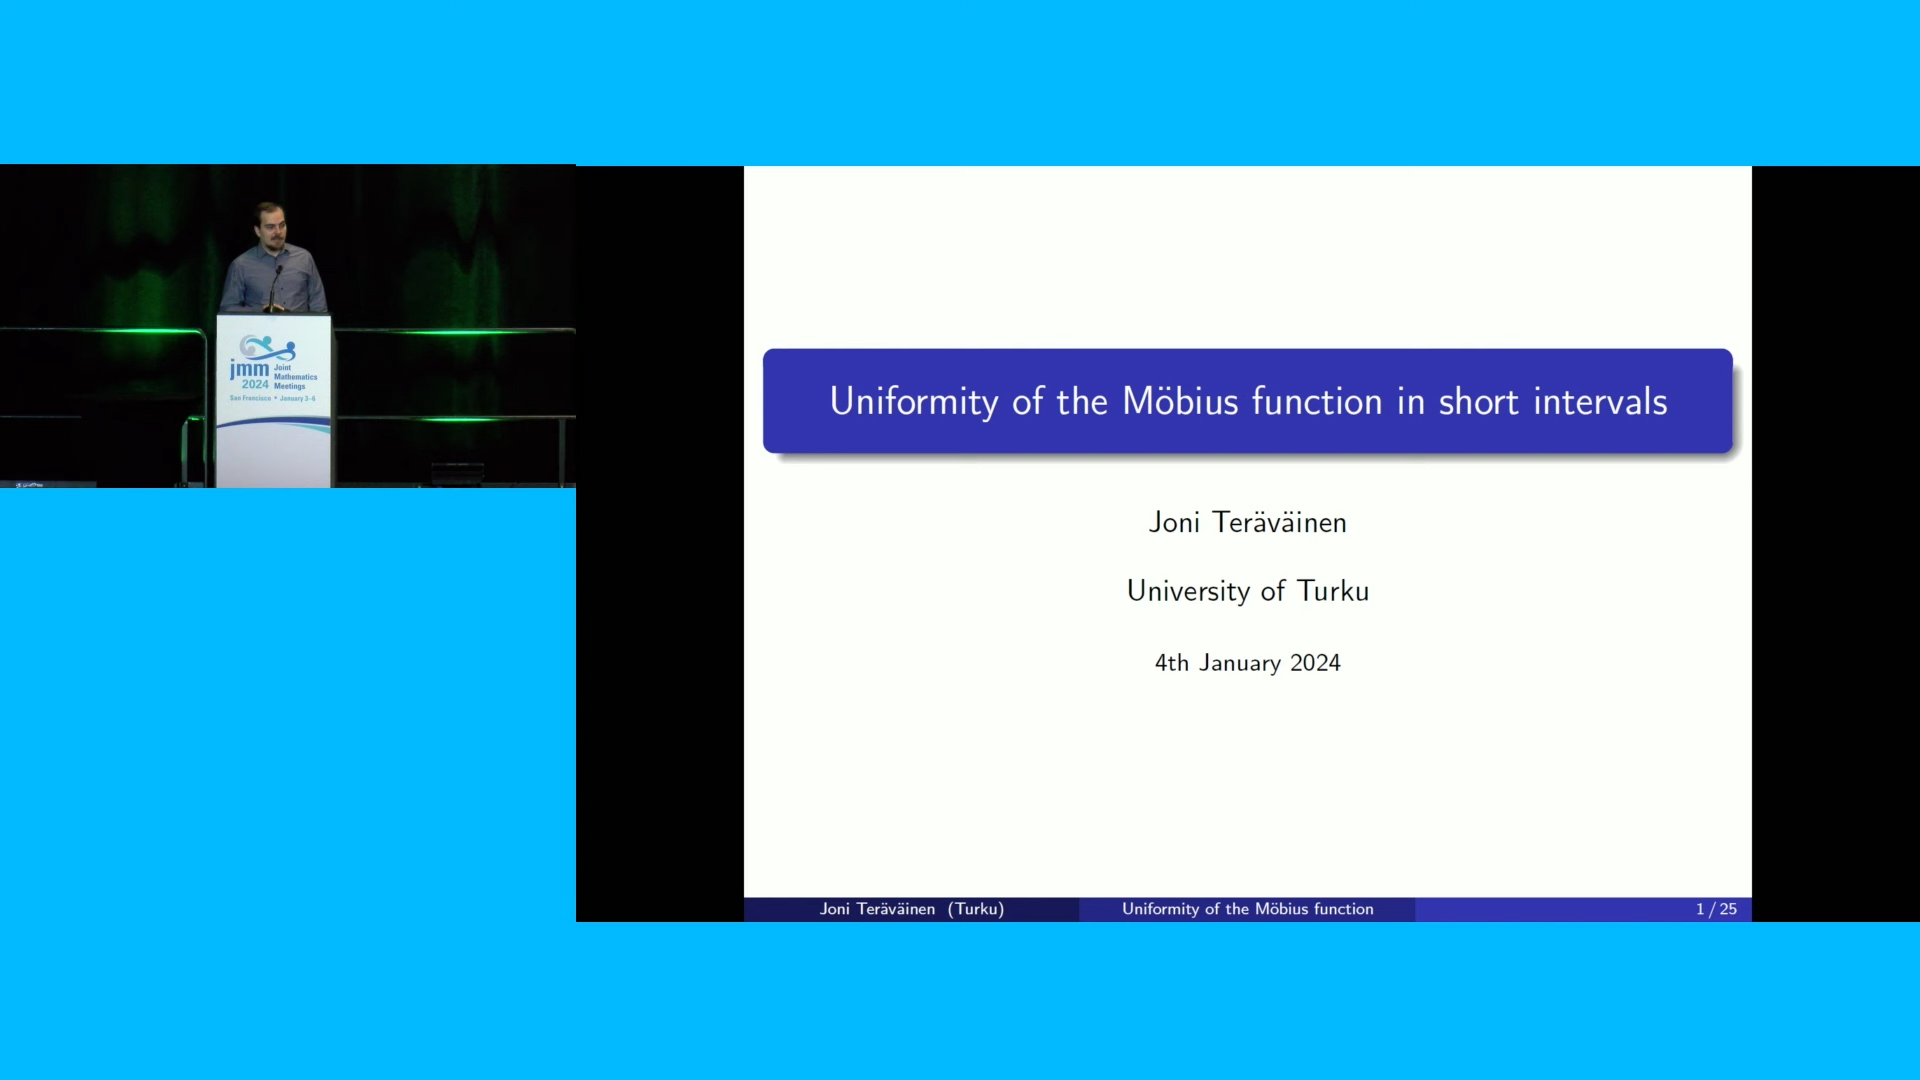 jmm
2024
Joint
Mathematics
Meetings
San Francisco • January 3-6
Uniformity of the Möbius function in short intervals
Joni Teräväinen
University of Turku
4th January 2024
Joni Teräväinen (Turku)
Uniformity of the Möbius function
1 / 25